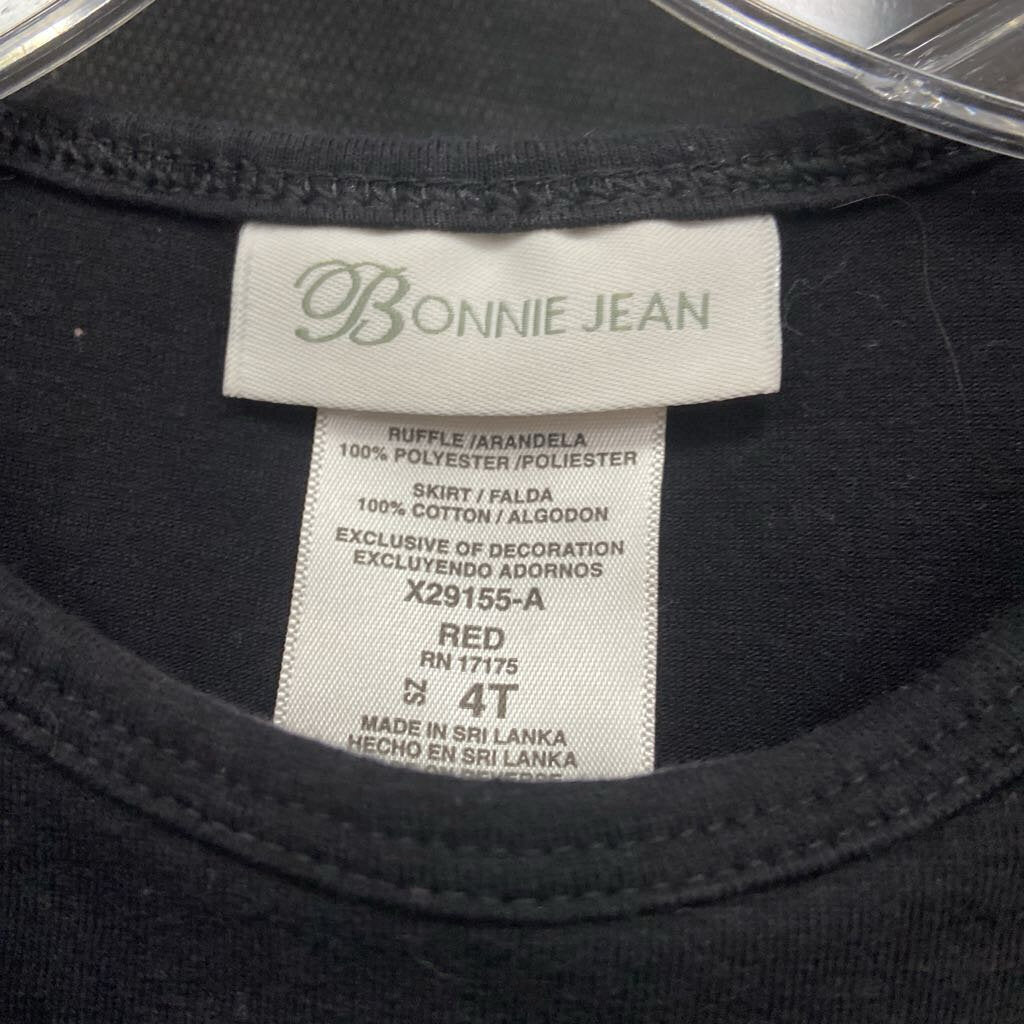 BONNIE JEAN
RUFFLE /ARANDELA
100% POLYESTER /POLIESTER
SKIRT / FALDA
100% COTTON / ALGODON
EXCLUSIVE OF DECORATION
EXCLUYENDO ADORNOS
X29155-A
RED
RN 17175
SZ 4T
MADE IN SRI LANKA
HECHO EN SRI LANKA